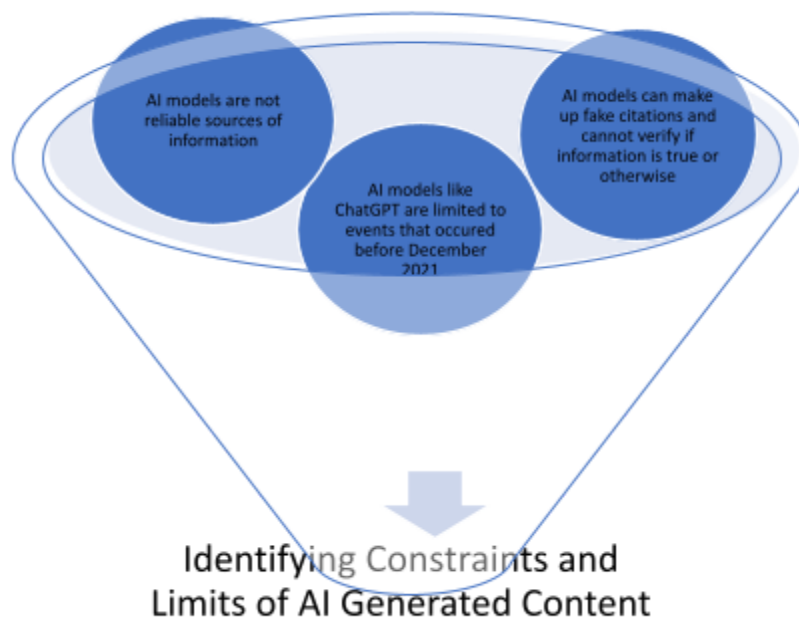 AI models are not
reliable sources of
information
AI models can make
up fake citations and
cannot verify if
information is true or
otherwise
AI models like
ChatGPT are limited to
events that occured
before December
2021
Identifying Constraints and
Limits of AI Generated Content